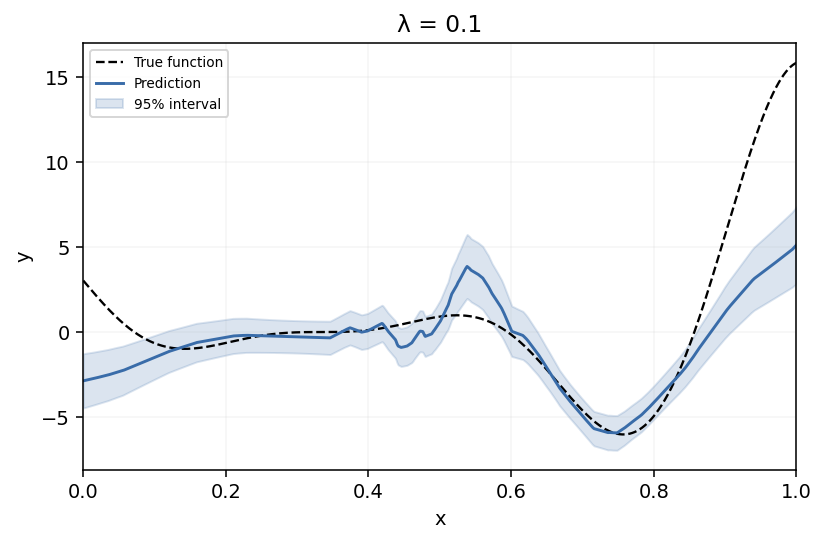 λ = 0.1
True function
Prediction
95% interval
15
10
5
0
−5
y
0.0 0.2 0.4 0.6 0.8 1.0
x